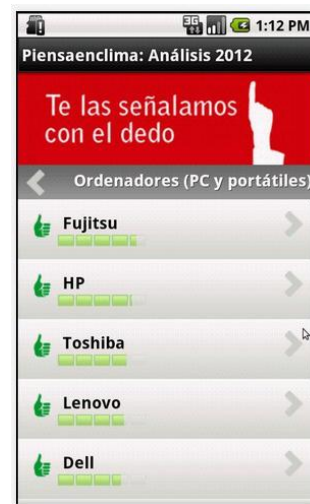 3G 1:12 PM
Piensaenclima: Análisis 2012
Te las señalamos
con el dedo
Ordenadores (PC y portátiles)
Fujitsu
HP
Toshiba
Lenovo
Dell